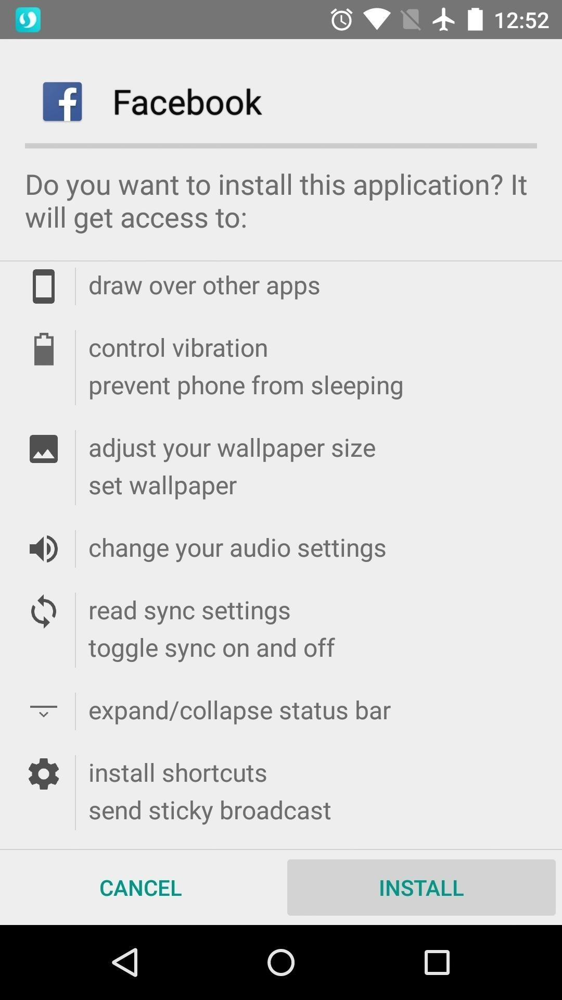 12:52
Facebook
Do you want to install this application? It
will get access to:
draw over other apps
control vibration
prevent phone from sleeping
adjust your wallpaper size
set wallpaper
change your audio settings
read sync settings
toggle sync on and off
expand/collapse status bar
install shortcuts
send sticky broadcast
CANCEL
INSTALL